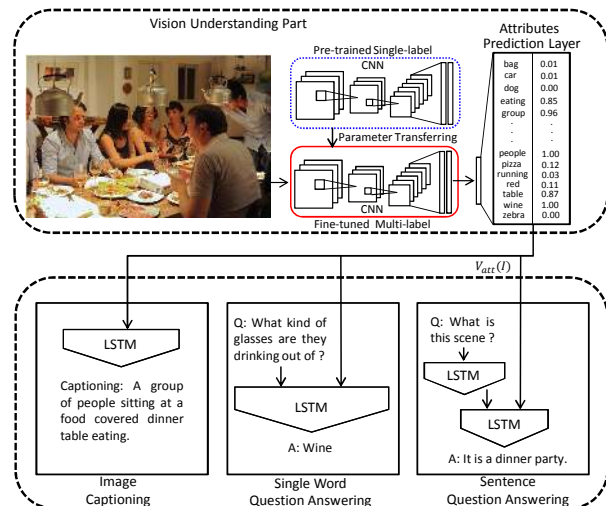 Vision Understanding Part
Attributes
Prediction Layer
Pre-trained Single-label
CNN
Parameter Transferring
CNN
Fine-tuned Multi-label
bag 0.01
car 0.01
dog 0.00
eating 0.85
group 0.96
. .
. .
. .
. .
people 1.00
pizza 0.12
running 0.03
red 0.11
table 0.87
wine 1.00
zebra 0.00
V_att(I)
LSTM
Captioning: A group
of people sitting at a
food covered dinner
table eating.
Image
Captioning
Q: What kind of
glasses are they
drinking out of ?
LSTM
A: Wine
Single Word
Question Answering
Q: What is
this scene ?
LSTM
LSTM
A: It is a dinner party.
Sentence
Question Answering